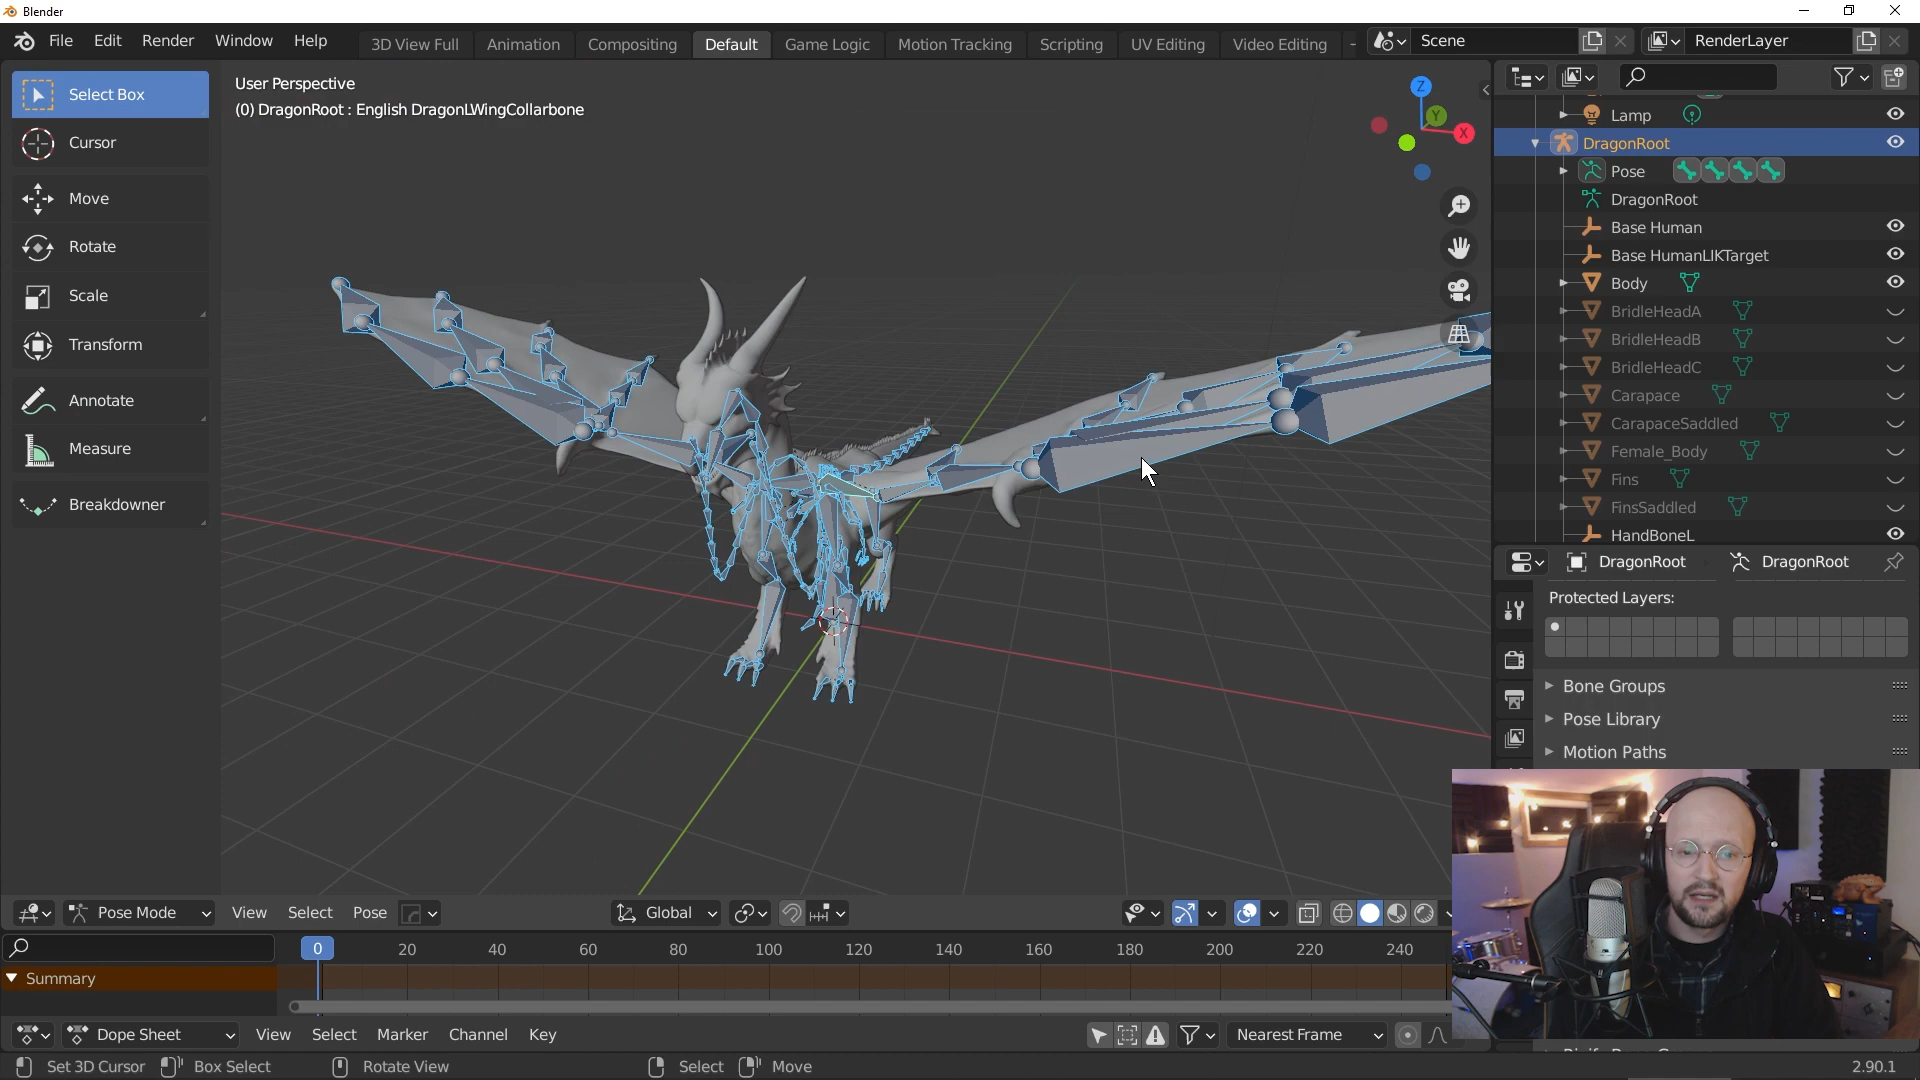 Blender
File Edit Render Window Help 3D View Full Animation Compositing Default Game Logic Motion Tracking Scripting UV Editing Video Editing Scene RenderLayer
Select Box
Cursor
Move
Rotate
Scale
Transform
Annotate
Measure
Breakdowner
User Perspective
(0) DragonRoot : English DragonLWingCollarbone
Z
Y
X
Lamp
DragonRoot
Pose
DragonRoot
Base Human
Base HumanLIKTarget
Body
BridleHeadA
BridleHeadB
BridleHeadC
Carapace
CarapaceSaddled
Female_Body
Fins
FinsSaddled
HandBoneL
DragonRoot DragonRoot
Protected Layers:
Bone Groups
Pose Library
Motion Paths
Pose Mode View Select Pose Global
0 20 40 60 80 100 120 140 160 180 200 220 240
Summary
Dope Sheet View Select Marker Channel Key Nearest Frame
Set 3D Cursor Box Select Rotate View Select Move 2.90.1